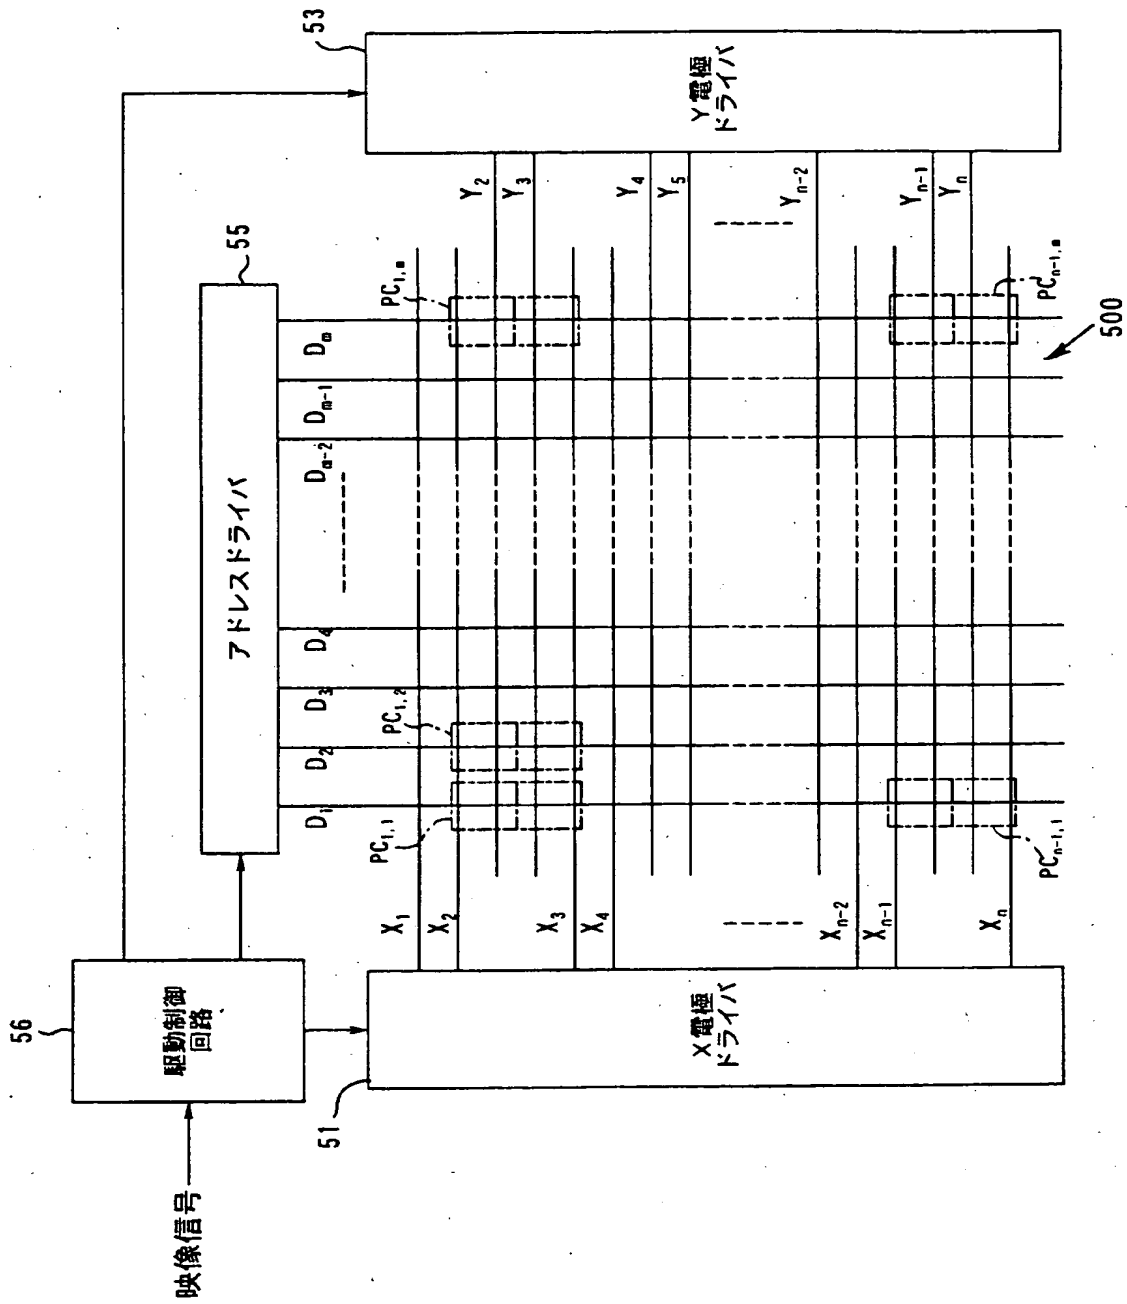 映像信号
56
駆動制御
回路
51
X電極
ドライバ
55
アドレスドライバ
53
Y電極
ドライバ
D₁
D₂
D₃
D₄
Dₘ₋₂
Dₘ₋₁
Dₘ
X₁
X₂
X₃
X₄
Xₙ₋₂
Xₙ₋₁
Xₙ
PC₁,₁
PC₁,₂
PC₁,ₘ
PCₙ₋₁,₁
PCₙ₋₁,ₘ
Y₂
Y₃
Y₄
Y₅
Yₙ₋₂
Yₙ₋₁
Yₙ
500